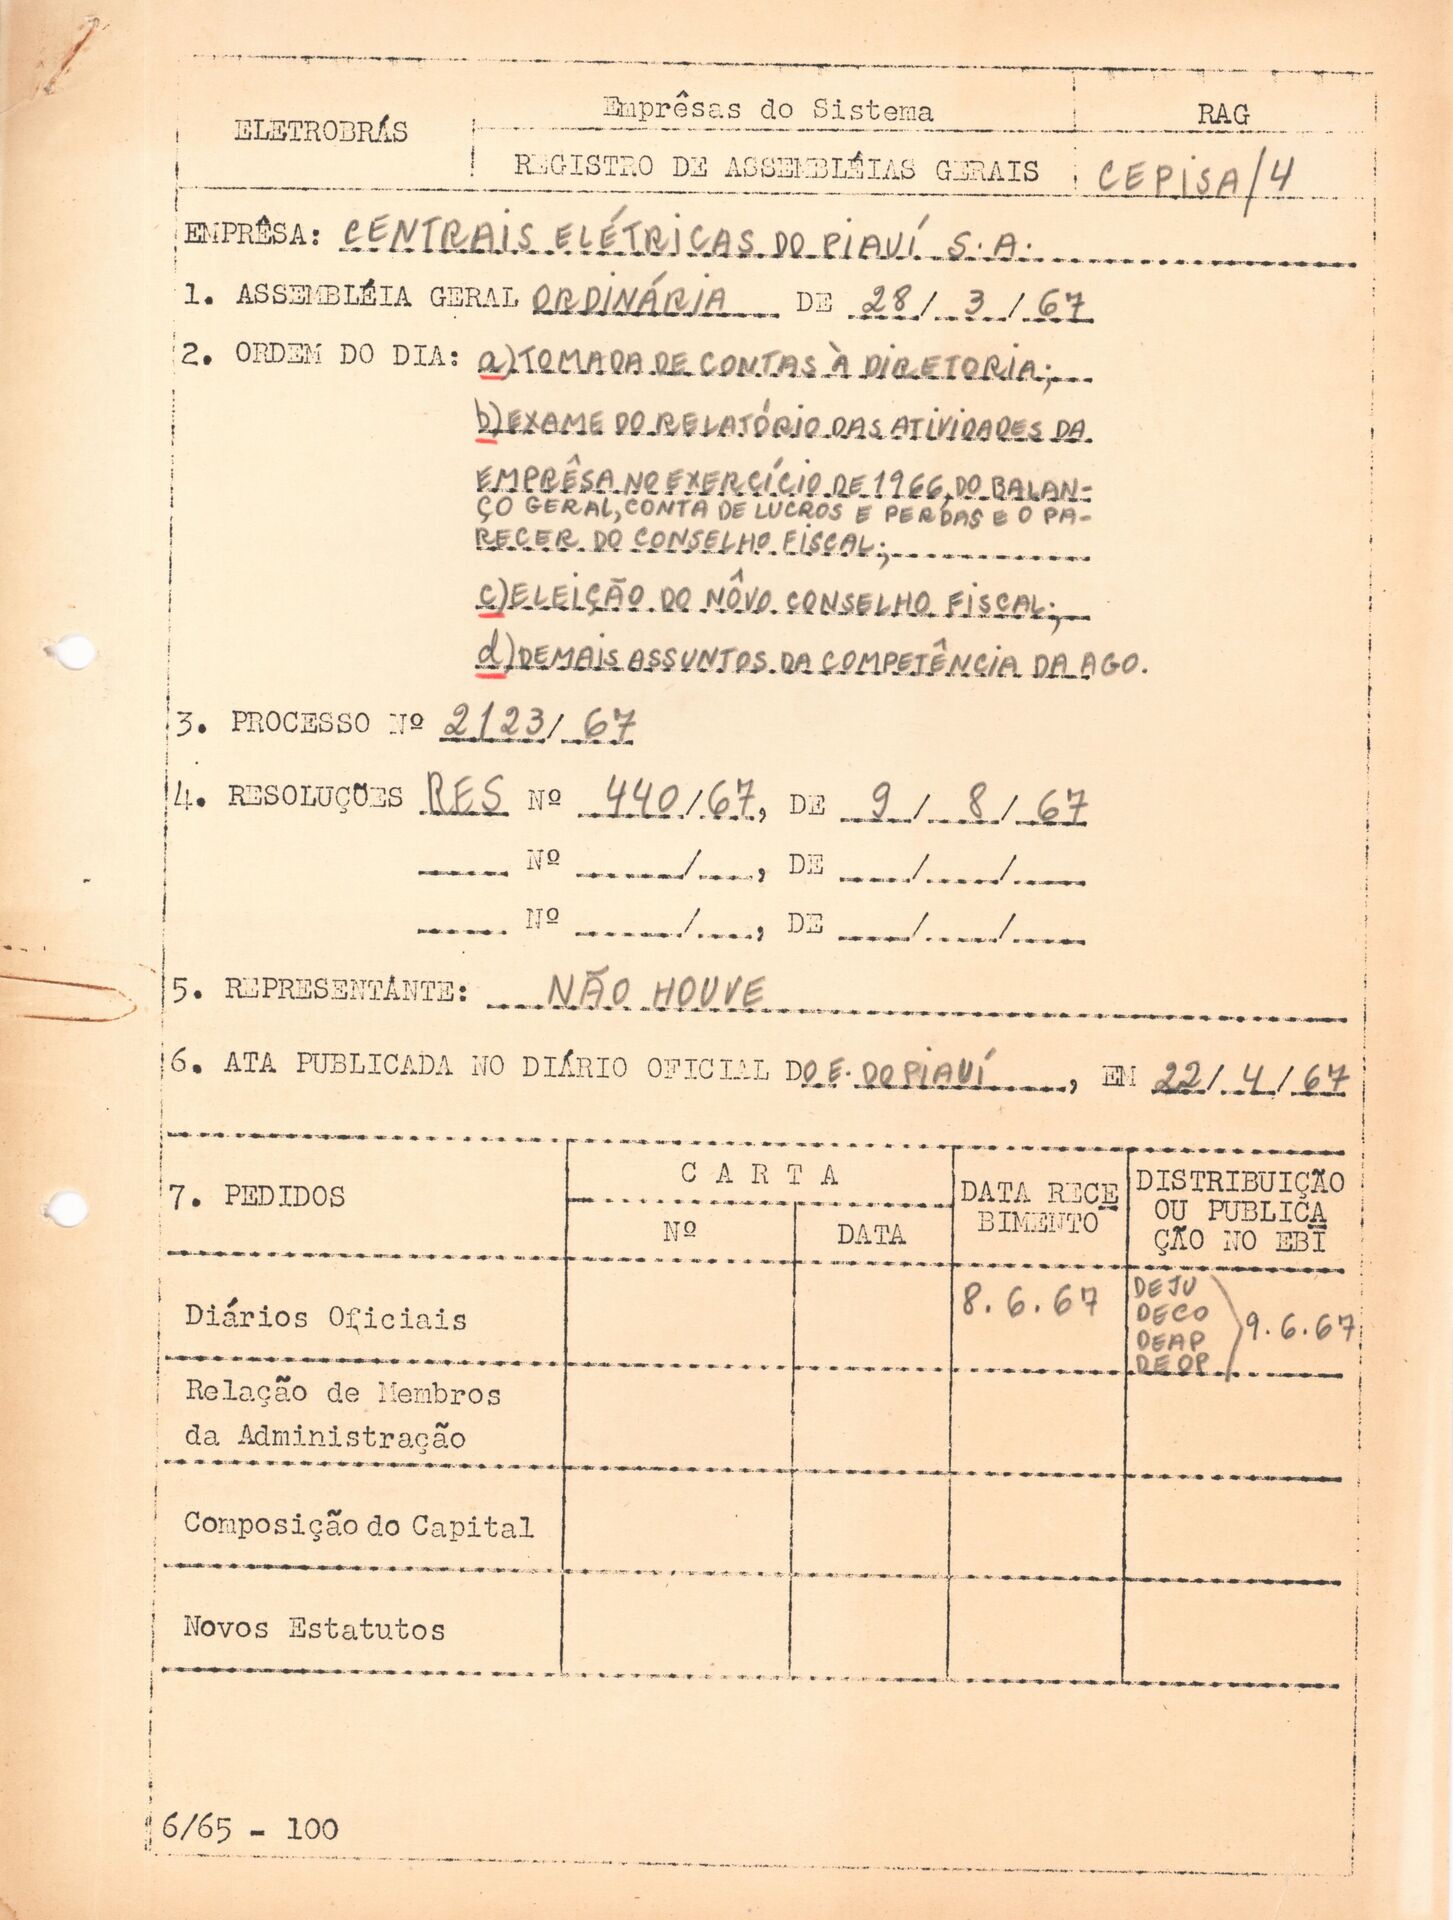 ELETROBRÁS
Emprêsas do Sistema
REGISTRO DE ASSEMBLÉIAS GERAIS
RAG
CEPISA/4
EMPRÊSA: CENTRAIS ELÉTRICAS DO PIAUÍ S.A.
1. ASSEMBLÉIA GERAL ORDINÁRIA DE 28/3/67
2. ORDEM DO DIA: a) TOMADA DE CONTAS À DIRETORIA;
b) EXAME DO RELATÓRIO DAS ATIVIDADES DA
EMPRÊSA NO EXERCÍCIO DE 1966, DO BALAN-
ÇO GERAL, CONTA DE LUCROS E PERDAS E O PA-
RECER DO CONSELHO FISCAL;
c) ELEIÇÃO DO NÔVO CONSELHO FISCAL;
d) DEMAIS ASSUNTOS DA COMPETÊNCIA DA AGO.
3. PROCESSO Nº 2123/67
4. RESOLUÇÕES RES Nº 440/67, DE 9/8/67
Nº /, DE / /
Nº /, DE / /
5. REPRESENTANTE: NÃO HOUVE
6. ATA PUBLICADA NO DIÁRIO OFICIAL DO E. DO PIAUÍ, EM 22/4/67
7. PEDIDOS
C A R T A
Nº
DATA
DATA RECE
BIMENTO
DISTRIBUIÇÃO
OU PUBLICA
ÇÃO NO EBI
Diários Oficiais
8.6.67
DEJU
DECO
DEAP
DEOP
9.6.67
Relação de Membros
da Administração
Composição do Capital
Novos Estatutos
6/65 - 100